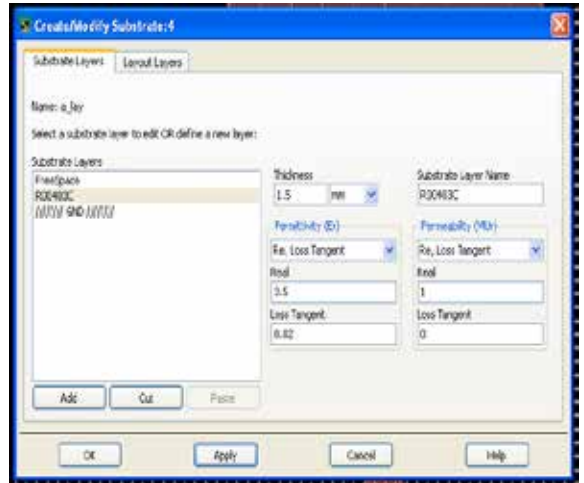 Create/Modify Substrate:4
Substrate Layers
Layout Layers
Name: a_lay
Select a substrate layer to edit OR define a new layer:
Substrate Layers
FreeSpace
RO0403C
////// GND //////
Thickness
1.5
mm
Substrate Layer Name
RO0403C
Permittivity (Er)
Permeability (MUr)
Re, Loss Tangent
Re, Loss Tangent
Real
Real
3.5
1
Loss Tangent
Loss Tangent
0.02
0
Add
Cut
Paste
OK
Apply
Cancel
Help